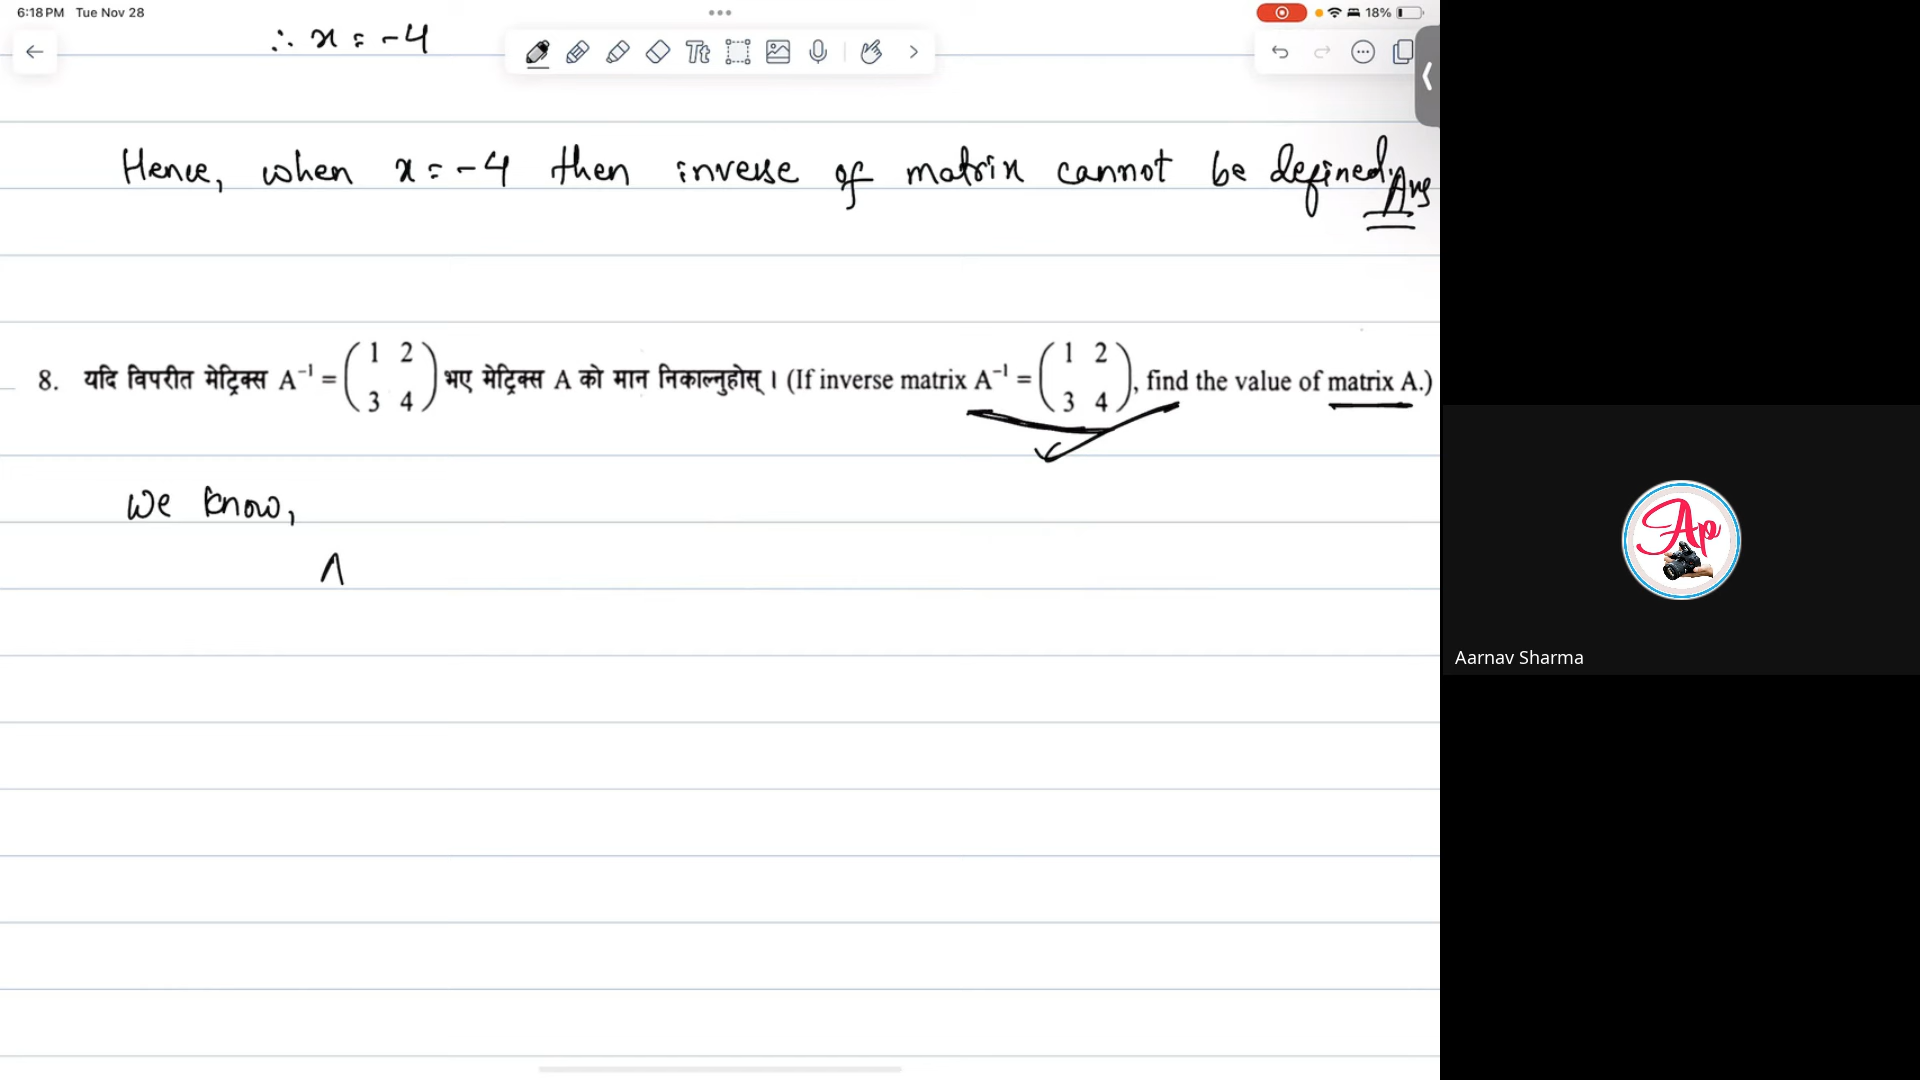 6:18 PM Tue Nov 28
18%
∴ x = -4
Tt
Hence, when x = -4 then inverse of matrix cannot be defined. Ans
8. यदि विपरीत मेट्रिक्स A⁻¹ = (1 2; 3 4) भए मेट्रिक्स A को मान निकाल्नुहोस् । (If inverse matrix A⁻¹ = (1 2; 3 4), find the value of matrix A.)
We know,
A
Ap
Aarnav Sharma